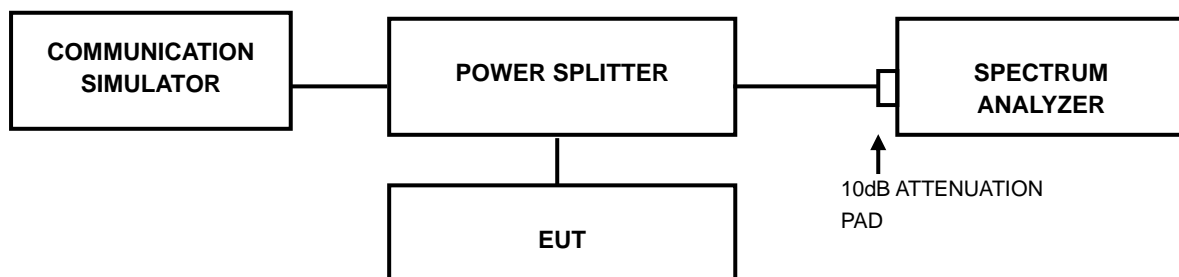 COMMUNICATION
SIMULATOR
POWER SPLITTER
SPECTRUM
ANALYZER
10dB ATTENUATION
PAD
EUT